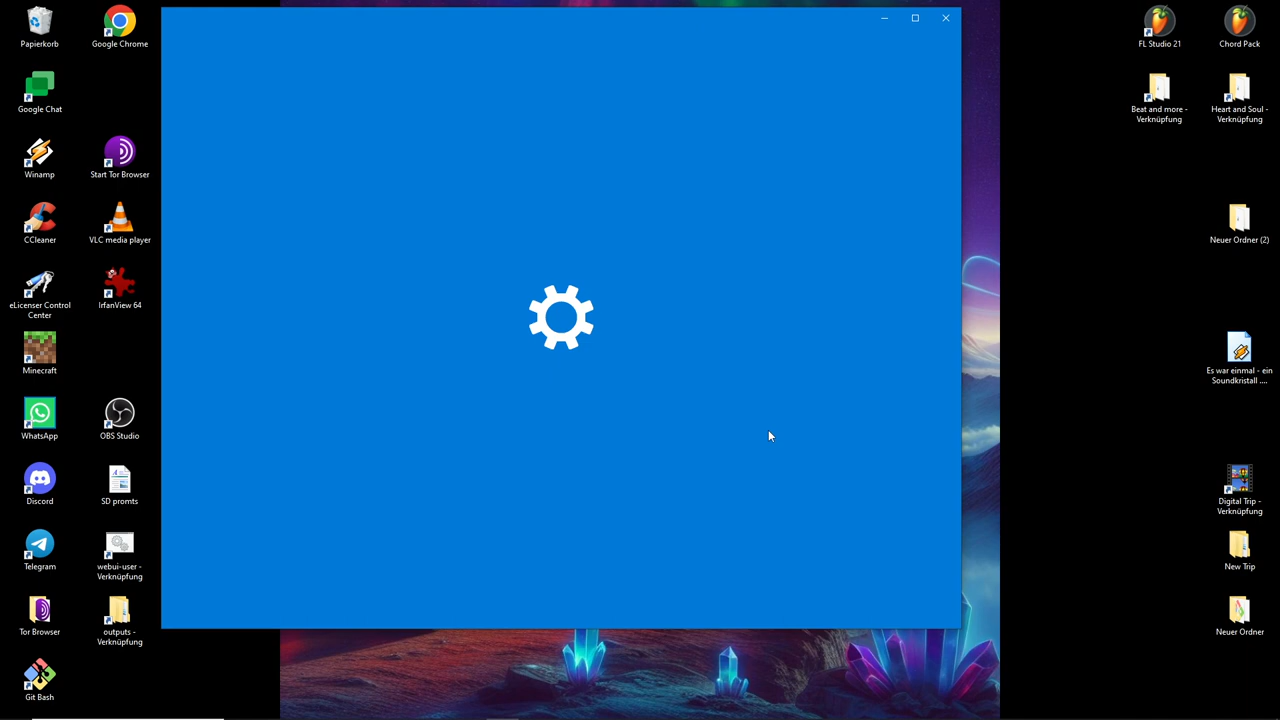 Papierkorb
Google Chrome
Google Chat
Winamp
Start Tor Browser
CCleaner
VLC media player
eLicenser Control
Center
IrfanView 64
Minecraft
WhatsApp
OBS Studio
Discord
SD promts
Telegram
webui-user -
Verknüpfung
Tor Browser
outputs -
Verknüpfung
Git Bash
FL Studio 21
Chord Pack
Beat and more -
Verknüpfung
Heart and Soul -
Verknüpfung
Neuer Ordner (2)
Es war einmal - ein
Soundkristall ....
Digital Trip -
Verknüpfung
New Trip
Neuer Ordner